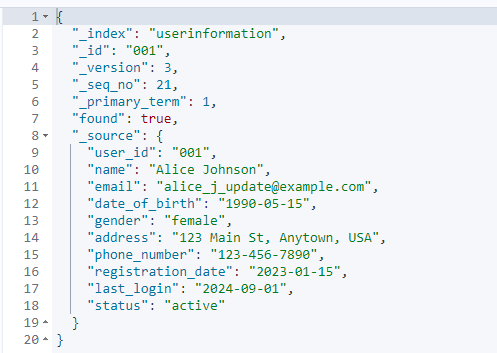 1 {
2 "_index": "userinformation",
3 "_id": "001",
4 "_version": 3,
5 "_seq_no": 21,
6 "_primary_term": 1,
7 "found": true,
8 "_source": {
9 "user_id": "001",
10 "name": "Alice Johnson",
11 "email": "alice_j_update@example.com",
12 "date_of_birth": "1990-05-15",
13 "gender": "female",
14 "address": "123 Main St, Anytown, USA",
15 "phone_number": "123-456-7890",
16 "registration_date": "2023-01-15",
17 "last_login": "2024-09-01",
18 "status": "active"
19 }
20 }